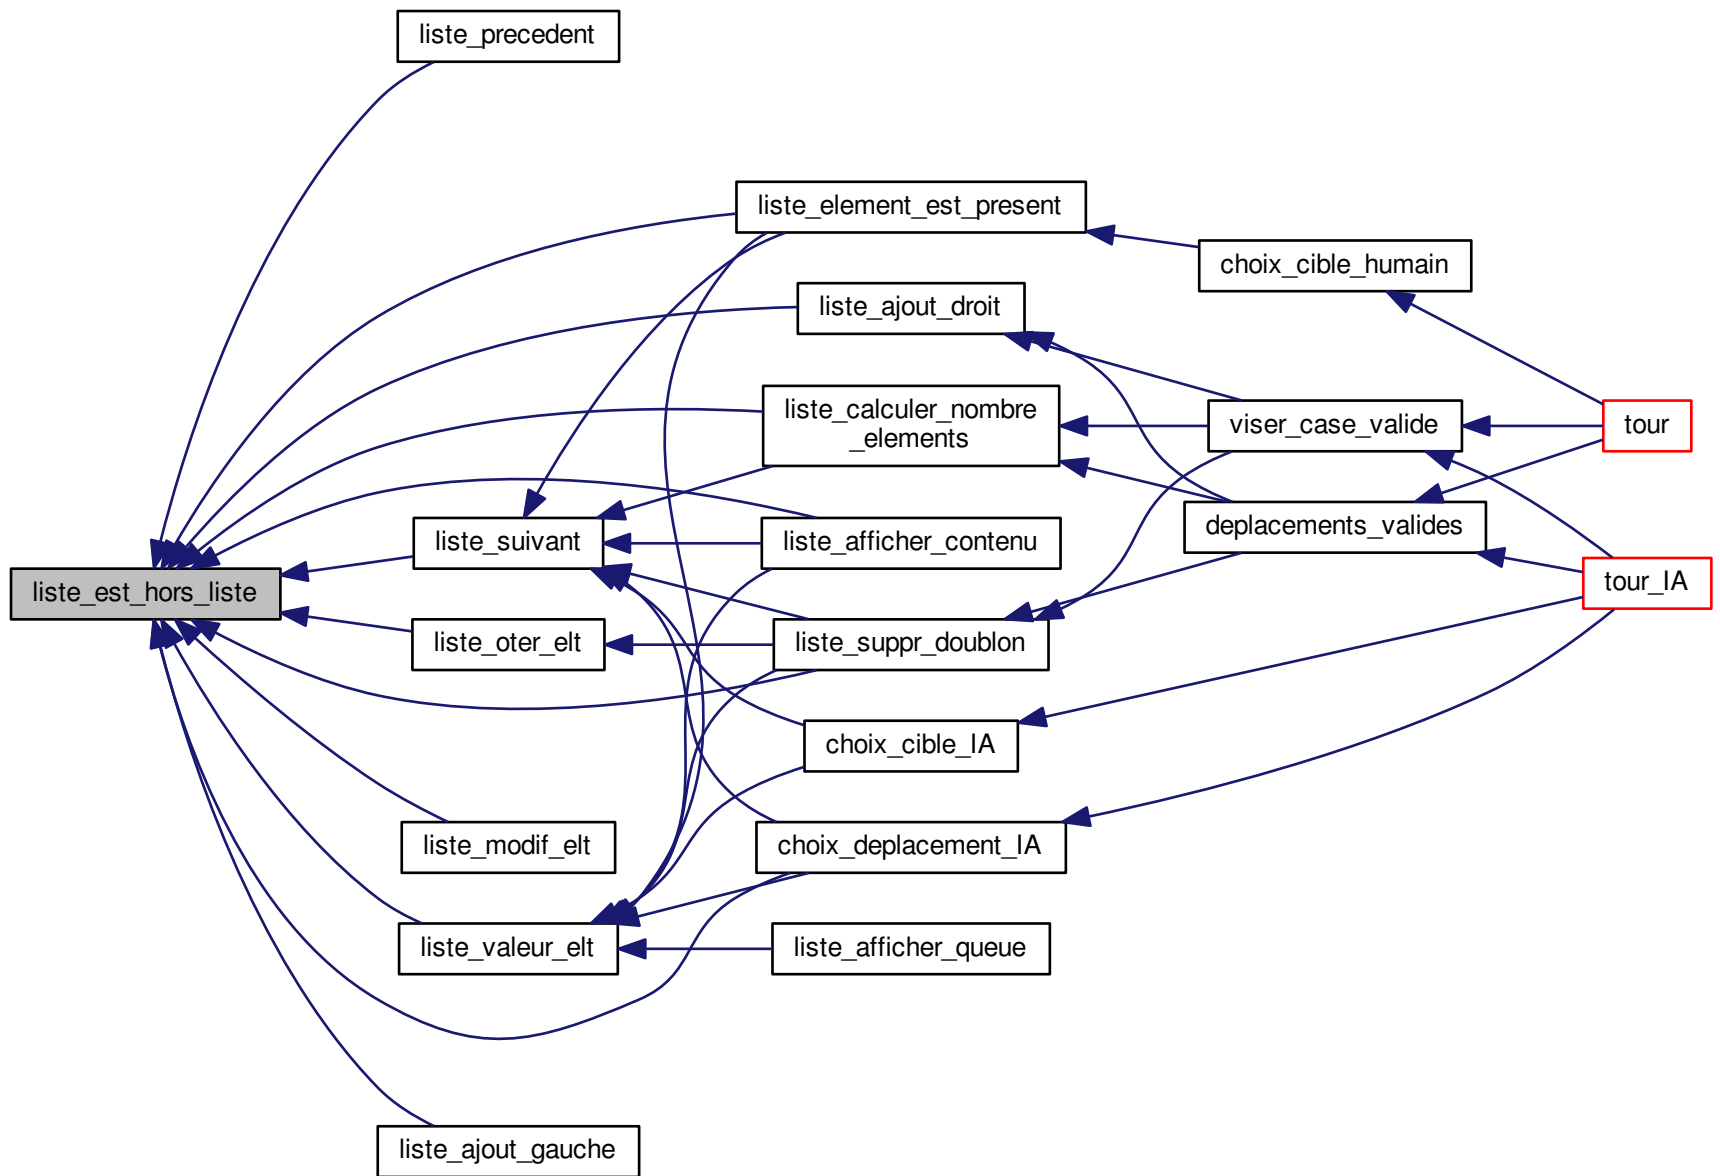 liste_precedent
liste_element_est_present
choix_cible_humain
liste_ajout_droit
liste_calculer_nombre
_elements
viser_case_valide
tour
liste_suivant
liste_afficher_contenu
deplacements_valides
liste_est_hors_liste
tour_IA
liste_oter_elt
liste_suppr_doublon
choix_cible_IA
liste_modif_elt
choix_deplacement_IA
liste_valeur_elt
liste_afficher_queue
liste_ajout_gauche